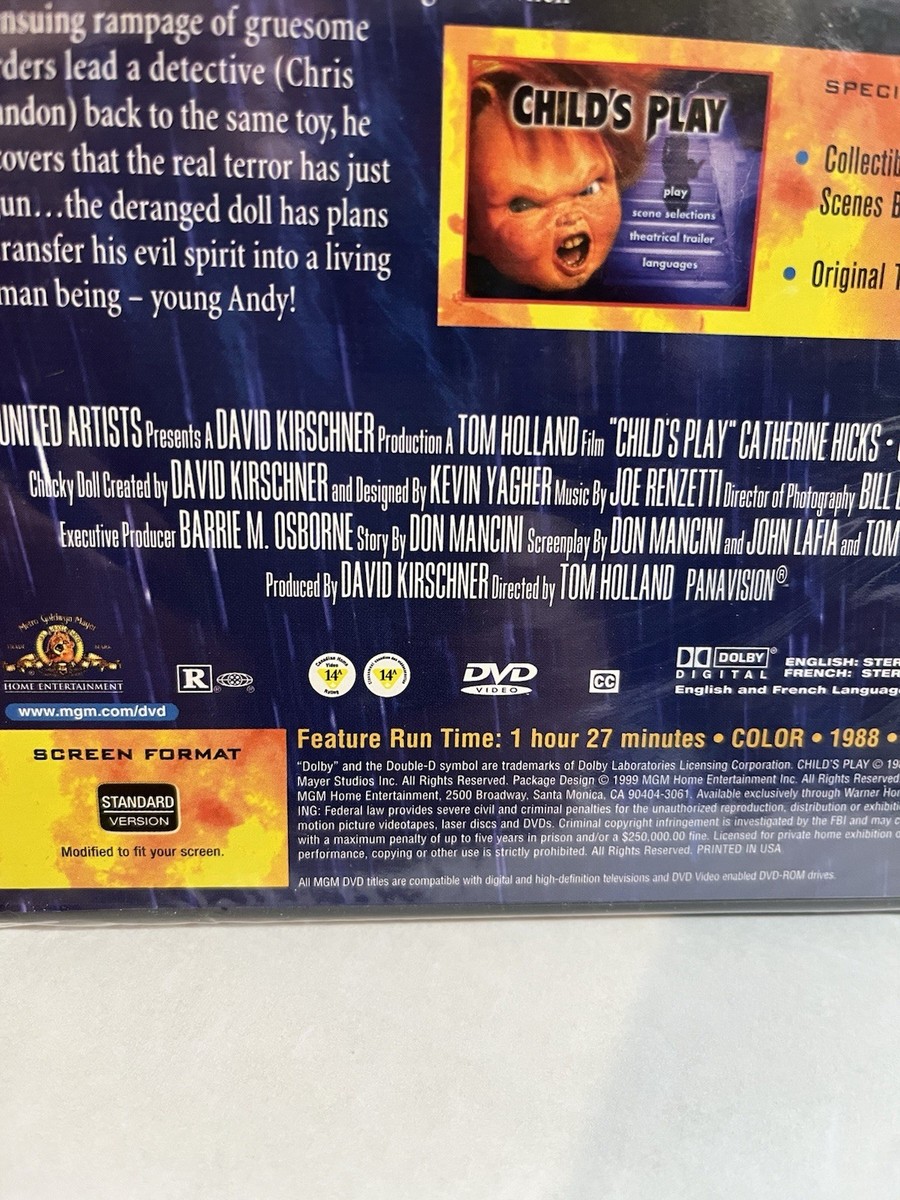 nsuing rampage of gruesome
rders lead a detective (Chris
andon) back to the same toy, he
covers that the real terror has just
un...the deranged doll has plans
transfer his evil spirit into a living
man being – young Andy!
CHILD'S PLAY
play
scene selections
theatrical trailer
languages
SPECI
• Collectib
Scenes B
• Original T
UNITED ARTISTS Presents A DAVID KIRSCHNER Production A TOM HOLLAND Film "CHILD'S PLAY" CATHERINE HICKS •
Chucky Doll Created by DAVID KIRSCHNER and Designed By KEVIN YAGHER Music By JOE RENZETTI Director of Photography BILL
Executive Producer BARRIE M. OSBORNE Story By DON MANCINI Screenplay By DON MANCINI and JOHN LAFIA and TOM
Produced By DAVID KIRSCHNER Directed by TOM HOLLAND PANAVISION®
Metro Goldwyn Mayer
HOME ENTERTAINMENT
www.mgm.com/dvd
R
Canadian Home Video Rating 14A
14A
DVD VIDEO
CC
DOLBY® DIGITAL
ENGLISH: STER
FRENCH: STER
English and French Languag
SCREEN FORMAT
STANDARD
VERSION
Modified to fit your screen.
Feature Run Time: 1 hour 27 minutes • COLOR • 1988 •
"Dolby" and the Double-D symbol are trademarks of Dolby Laboratories Licensing Corporation. CHILD'S PLAY © 198
Mayer Studios Inc. All Rights Reserved. Package Design © 1999 MGM Home Entertainment Inc. All Rights Reserved
MGM Home Entertainment, 2500 Broadway, Santa Monica, CA 90404-3061. Available exclusively through Warner Hom
ING: Federal law provides severe civil and criminal penalties for the unauthorized reproduction, distribution or exhibiti
motion picture videotapes, laser discs and DVDs. Criminal copyright infringement is investigated by the FBI and may c
with a maximum penalty of up to five years in prison and/or a $250,000.00 fine. Licensed for private home exhibition o
performance, copying or other use is strictly prohibited. All Rights Reserved. PRINTED IN USA
All MGM DVD titles are compatible with digital and high-definition televisions and DVD Video enabled DVD-ROM drives.